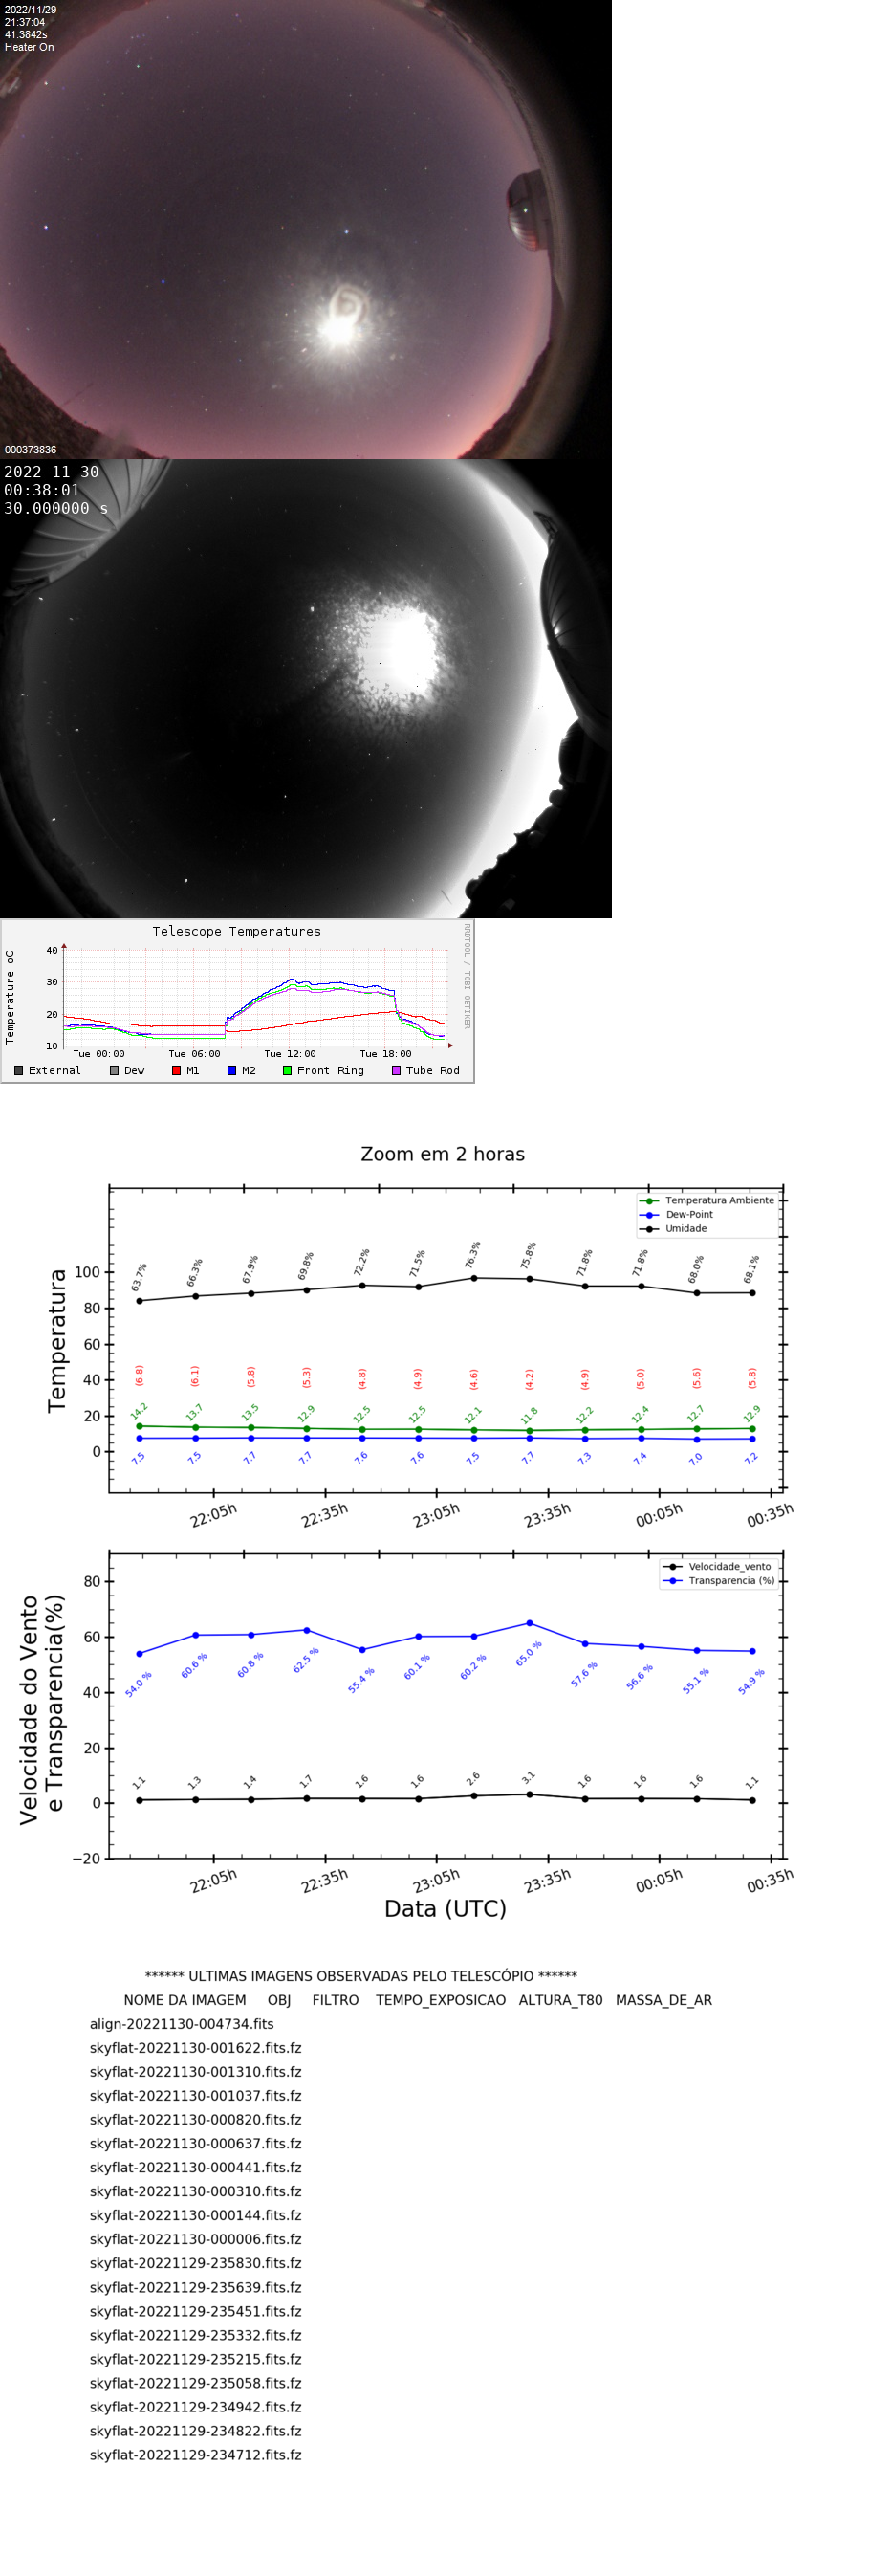 2022/11/29
21:37:04
41.3842s
Heater On
000373836
2022-11-30
00:38:01
30.000000 s
Telescope Temperatures
RRDTOOL / TOBI OETIKER
Temperature oC
40
30
20
10
Tue 00:00 Tue 06:00 Tue 12:00 Tue 18:00
External Dew M1 M2 Front Ring Tube Rod
Zoom em 2 horas
Temperatura Ambiente
Dew-Point
Umidade
Temperatura
100
80
60
40
20
0
63.7% 66.3% 67.9% 69.8% 72.2% 71.5% 76.3% 75.8% 71.8% 71.8% 68.0% 68.1%
(6.8) (6.1) (5.8) (5.3) (4.8) (4.9) (4.6) (4.2) (4.9) (5.0) (5.6) (5.8)
14.2 13.7 13.5 12.9 12.5 12.5 12.1 11.8 12.2 12.4 12.7 12.9
7.5 7.5 7.7 7.7 7.6 7.6 7.5 7.7 7.3 7.4 7.0 7.2
22:05h 22:35h 23:05h 23:35h 00:05h 00:35h
Velocidade_vento
Transparencia (%)
Velocidade do Vento
e Transparencia(%)
80
60
40
20
0
−20
54.0 % 60.6 % 60.8 % 62.5 % 55.4 % 60.1 % 60.2 % 65.0 % 57.6 % 56.6 % 55.1 % 54.9 %
1.1 1.3 1.4 1.7 1.6 1.6 2.6 3.1 1.6 1.6 1.6 1.1
22:05h 22:35h 23:05h 23:35h 00:05h 00:35h
Data (UTC)
****** ULTIMAS IMAGENS OBSERVADAS PELO TELESCÓPIO ******
NOME DA IMAGEM OBJ FILTRO TEMPO_EXPOSICAO ALTURA_T80 MASSA_DE_AR
align-20221130-004734.fits
skyflat-20221130-001622.fits.fz
skyflat-20221130-001310.fits.fz
skyflat-20221130-001037.fits.fz
skyflat-20221130-000820.fits.fz
skyflat-20221130-000637.fits.fz
skyflat-20221130-000441.fits.fz
skyflat-20221130-000310.fits.fz
skyflat-20221130-000144.fits.fz
skyflat-20221130-000006.fits.fz
skyflat-20221129-235830.fits.fz
skyflat-20221129-235639.fits.fz
skyflat-20221129-235451.fits.fz
skyflat-20221129-235332.fits.fz
skyflat-20221129-235215.fits.fz
skyflat-20221129-235058.fits.fz
skyflat-20221129-234942.fits.fz
skyflat-20221129-234822.fits.fz
skyflat-20221129-234712.fits.fz